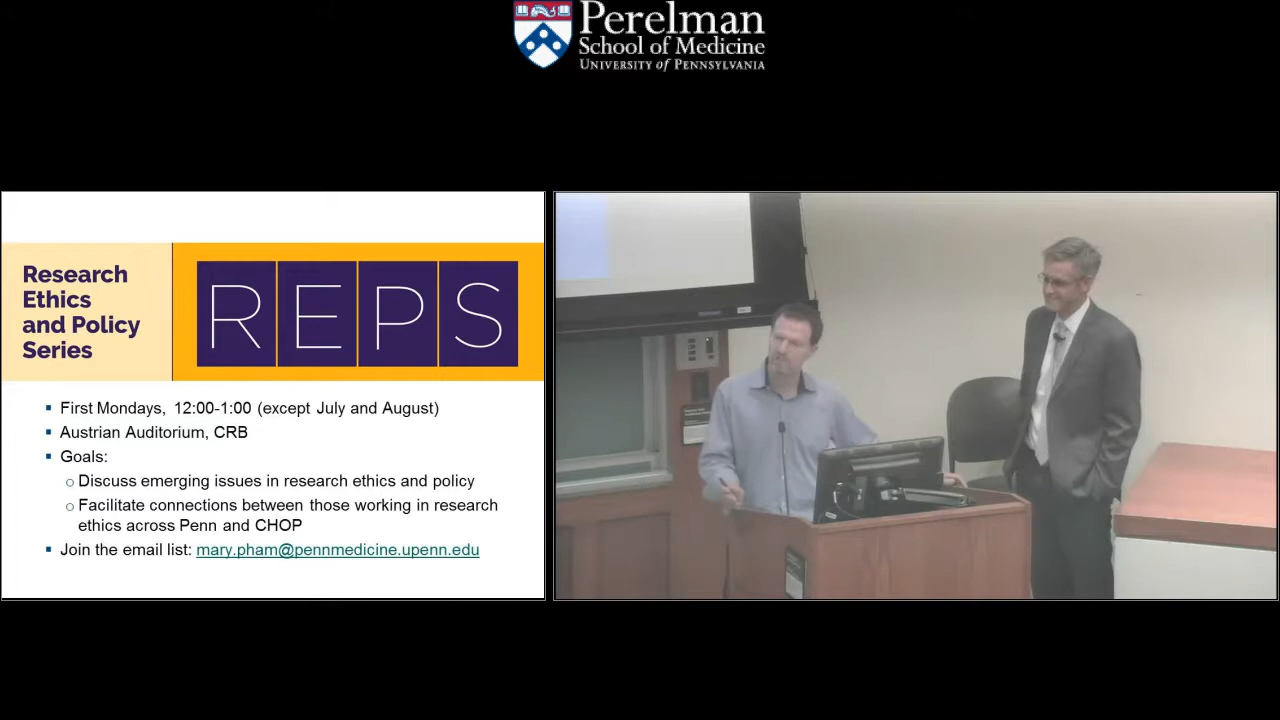 Perelman
School of Medicine
UNIVERSITY of PENNSYLVANIA
Research
Ethics
and Policy
Series
REPS
▪ First Mondays, 12:00-1:00 (except July and August)
▪ Austrian Auditorium, CRB
▪ Goals:
o Discuss emerging issues in research ethics and policy
o Facilitate connections between those working in research
ethics across Penn and CHOP
▪ Join the email list: mary.pham@pennmedicine.upenn.edu